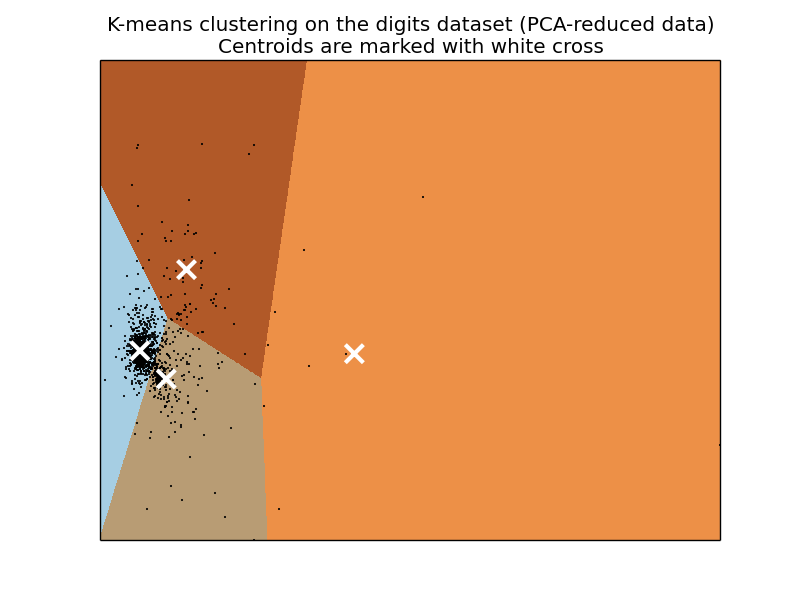 K-means clustering on the digits dataset (PCA-reduced data)
Centroids are marked with white cross